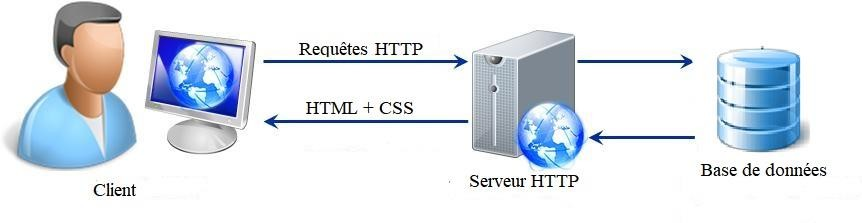 Requêtes HTTP
HTML + CSS
Client
Serveur HTTP
Base de données